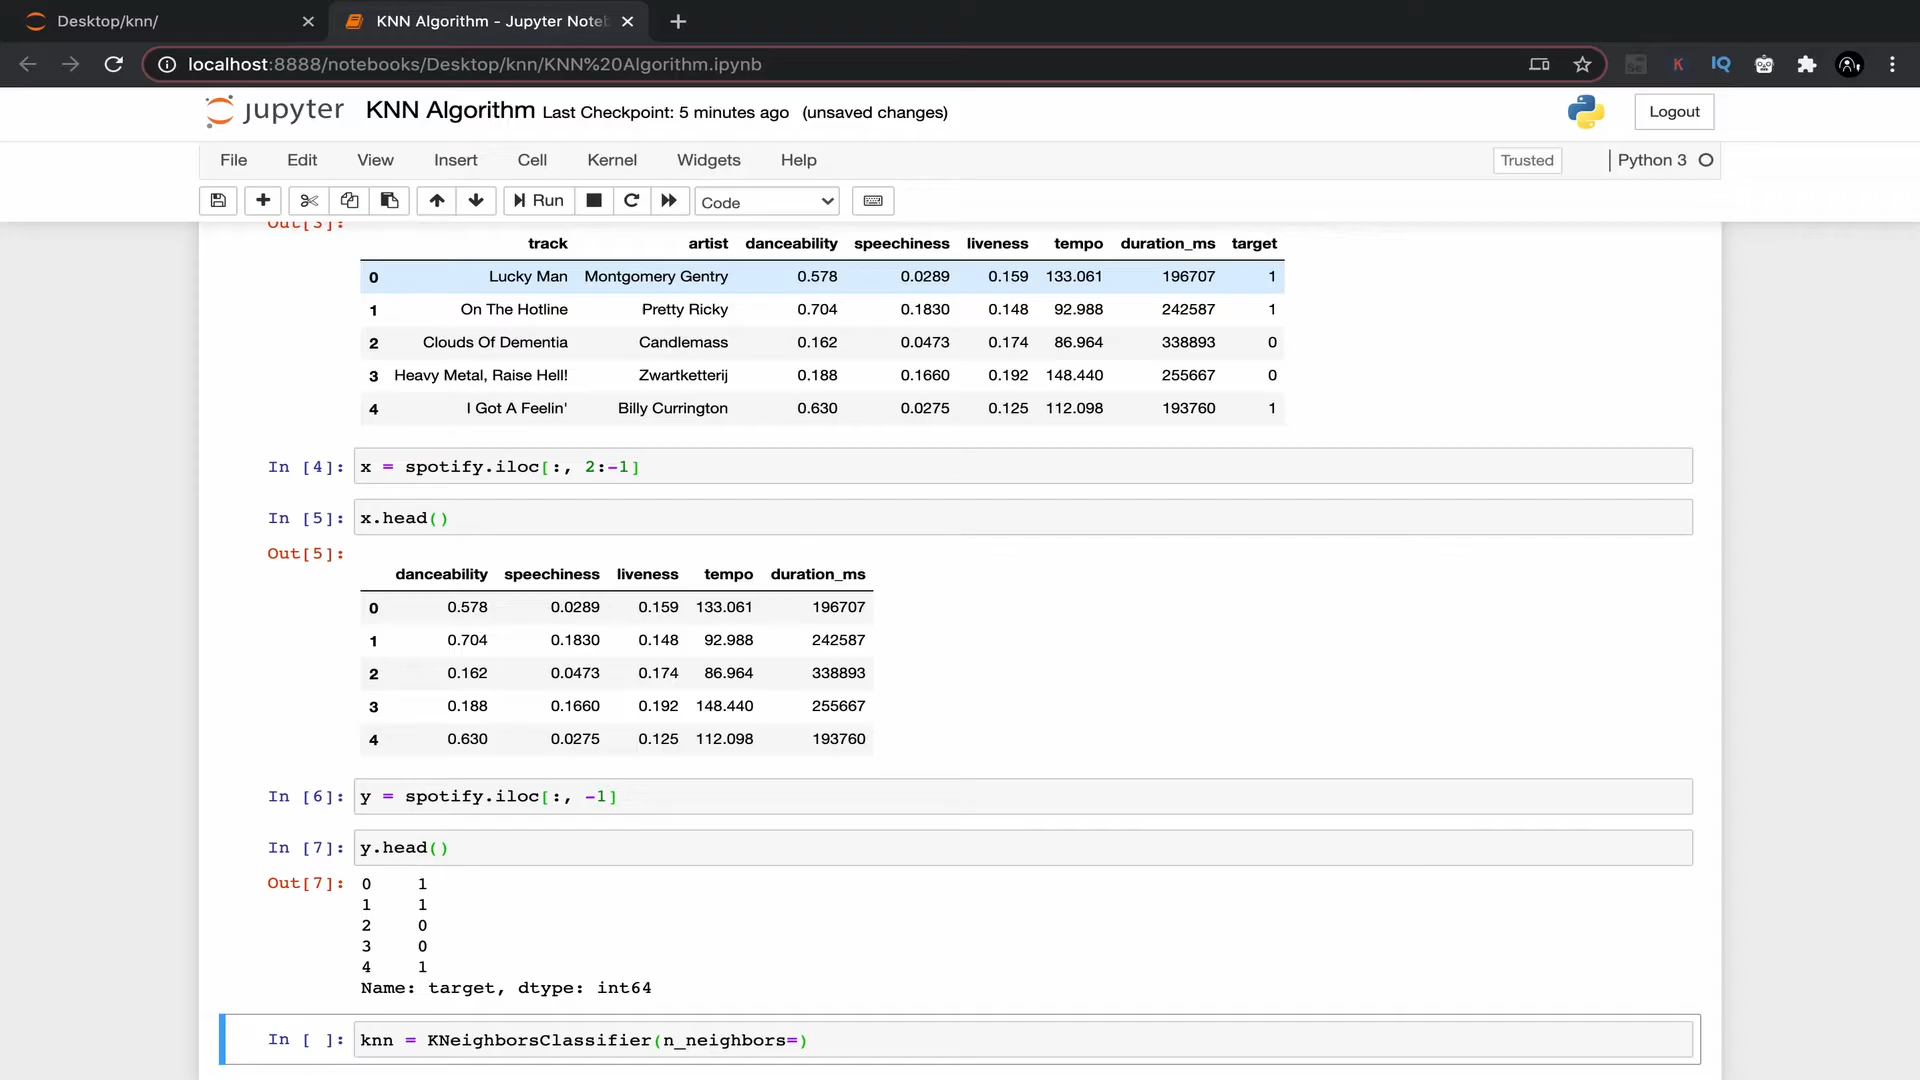 Desktop/knn/
KNN Algorithm - Jupyter Noteb
localhost:8888/notebooks/Desktop/knn/KNN%20Algorithm.ipynb
K
IQ
jupyter KNN Algorithm Last Checkpoint: 5 minutes ago (unsaved changes)
Logout
File Edit View Insert Cell Kernel Widgets Help
Trusted
Python 3
Run
Code
Out[3]:
track artist danceability speechiness liveness tempo duration_ms target
0 Lucky Man Montgomery Gentry 0.578 0.0289 0.159 133.061 196707 1
1 On The Hotline Pretty Ricky 0.704 0.1830 0.148 92.988 242587 1
2 Clouds Of Dementia Candlemass 0.162 0.0473 0.174 86.964 338893 0
3 Heavy Metal, Raise Hell! Zwartketterij 0.188 0.1660 0.192 148.440 255667 0
4 I Got A Feelin' Billy Currington 0.630 0.0275 0.125 112.098 193760 1
In [4]: x = spotify.iloc[:, 2:-1]
In [5]: x.head()
Out[5]:
danceability speechiness liveness tempo duration_ms
0 0.578 0.0289 0.159 133.061 196707
1 0.704 0.1830 0.148 92.988 242587
2 0.162 0.0473 0.174 86.964 338893
3 0.188 0.1660 0.192 148.440 255667
4 0.630 0.0275 0.125 112.098 193760
In [6]: y = spotify.iloc[:, -1]
In [7]: y.head()
Out[7]: 0 1
1 1
2 0
3 0
4 1
Name: target, dtype: int64
In [ ]: knn = KNeighborsClassifier(n_neighbors=)